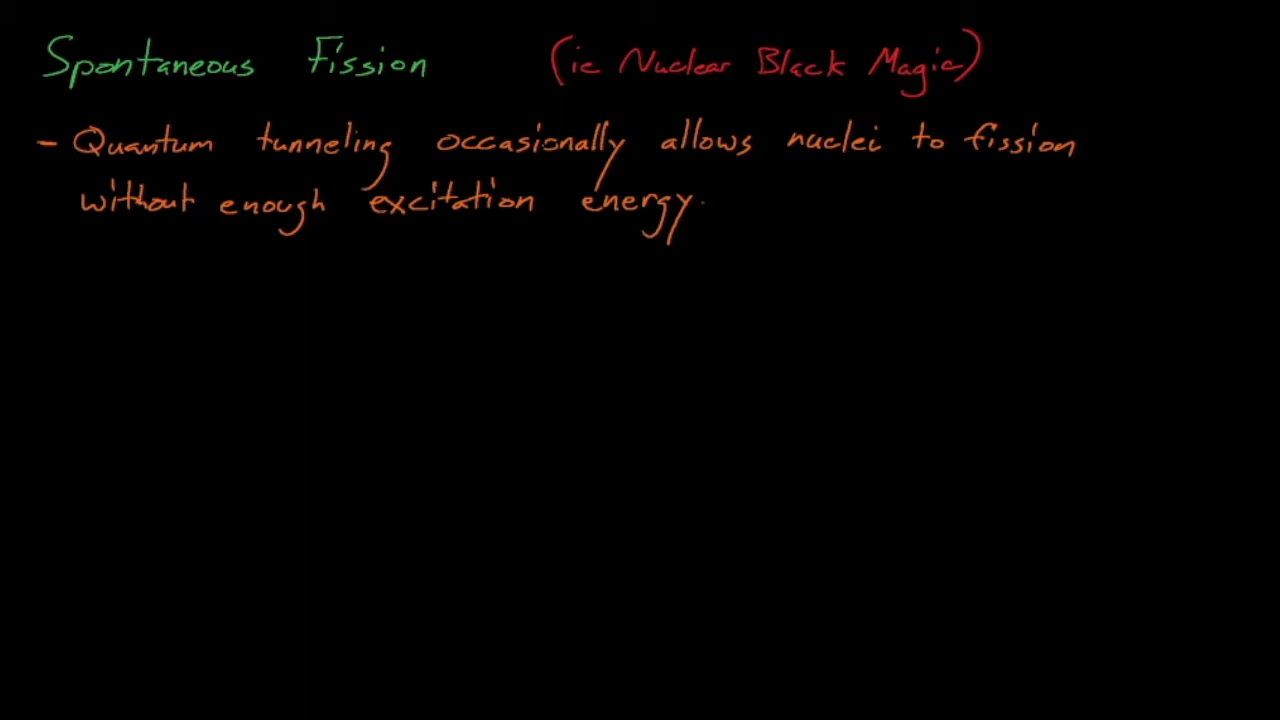 Spontaneous Fission (ie Nuclear Black Magic)
- Quantum tunneling occasionally allows nuclei to fission
without enough excitation energy.